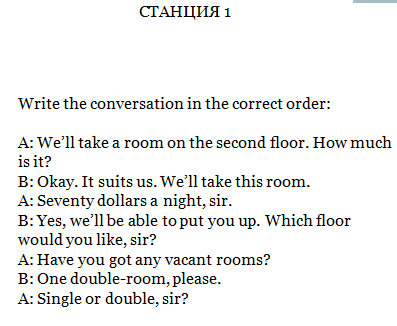 СТАНЦИЯ 1
Write the conversation in the correct order:
A: We'll take a room on the second floor. How much
is it?
B: Okay. It suits us. We'll take this room.
A: Seventy dollars a night, sir.
B: Yes, we'll be able to put you up. Which floor
would you like, sir?
A: Have you got any vacant rooms?
B: One double-room, please.
A: Single or double, sir?